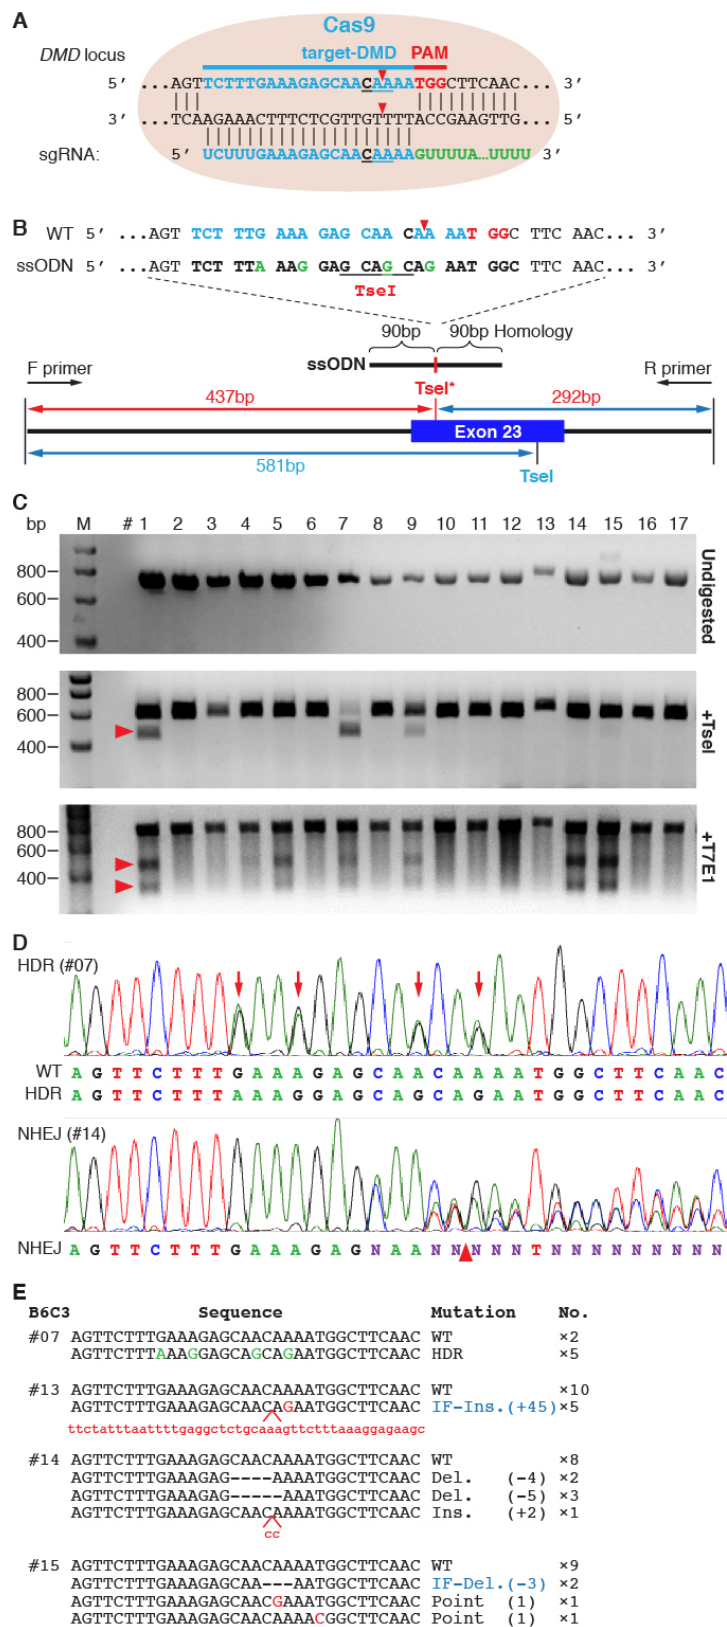 A
Cas9
DMD locus
target-DMD PAM
5′ ...AGTTCTTTGAAAGAGCAACAAAATGGCTTCAAC... 3′
3′ ...TCAAGAAACTTTCTCGTTGTTTTACCGAAGTTG... 5′
sgRNA: 5′ UCUUUGAAAGAGCAACAAAAGUUUUA…UUUU 3′
B
WT 5′ ...AGT TCT TTG AAA GAG CAA CAA AAT GGC TTC AAC... 3′
ssODN 5′ ...AGT TCT TTA AAG GAG CAG CAG AAT GGC TTC AAC... 3′
TseI
90bp 90bp Homology
ssODN
F primer R primer
TseI*
437bp 292bp
Exon 23
581bp TseI
C
bp M # 1 2 3 4 5 6 7 8 9 10 11 12 13 14 15 16 17
800
600
400
Undigested
800
600
400
+TseI
800
600
400
+T7E1
D
HDR (#07)
WT A G T T C T T T G A A A G A G C A A C A A A A T G G C T T C A A C
HDR A G T T C T T T A A A G G A G C A G C A G A A T G G C T T C A A C
NHEJ (#14)
NHEJ A G T T C T T T G A A A G A G N A A N N N N N T N N N N N N N N N
E
B6C3 Sequence Mutation No.
#07 AGTTCTTTGAAAGAGCAACAAAATGGCTTCAAC WT ×2
AGTTCTTTAAAGGAGCAGCAGAATGGCTTCAAC HDR ×5
#13 AGTTCTTTGAAAGAGCAACAAAATGGCTTCAAC WT ×10
AGTTCTTTGAAAGAGCAACAGAATGGCTTCAAC IF-Ins.(+45) ×5
ttctatttaattttgaggctctgcaaagttctttaaaggagaagc
#14 AGTTCTTTGAAAGAGCAACAAAATGGCTTCAAC WT ×8
AGTTCTTTGAAAGAG----AAAATGGCTTCAAC Del. (-4) ×2
AGTTCTTTGAAAGAG-----AAATGGCTTCAAC Del. (-5) ×3
AGTTCTTTGAAAGAGCAACAAAATGGCTTCAAC Ins. (+2) ×1
cc
#15 AGTTCTTTGAAAGAGCAACAAAATGGCTTCAAC WT ×9
AGTTCTTTGAAAGAGCAA---AATGGCTTCAAC IF-Del.(-3) ×2
AGTTCTTTGAAAGAGCAACGAAATGGCTTCAAC Point (1) ×1
AGTTCTTTGAAAGAGCAACAAAACGGCTTCAAC Point (1) ×1